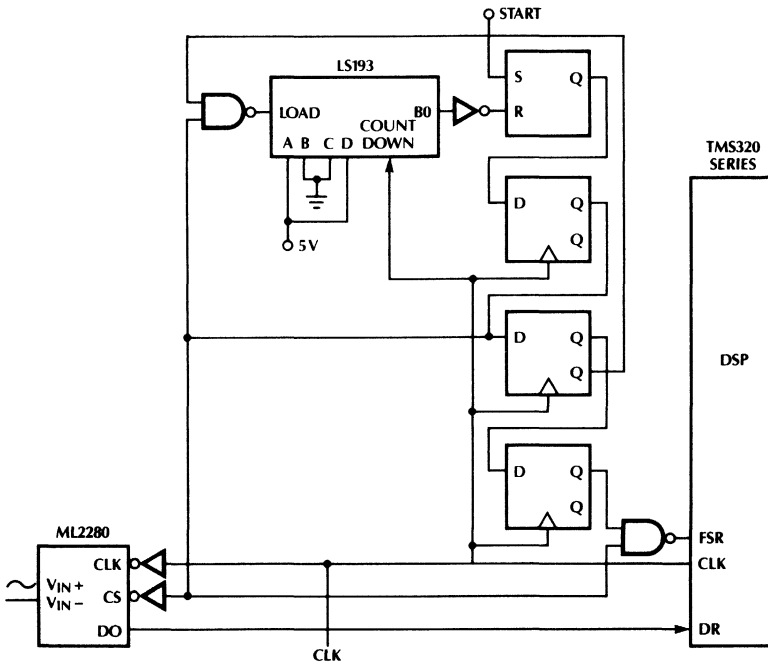 START
LS193
S Q
LOAD B0
R
COUNT
DOWN
A B C D
TMS320
SERIES
D Q
Q
5V
D Q
Q
DSP
D Q
Q
ML2280
CLK
FSR
CLK
VIN+
VIN−
CS
DO
DR
CLK